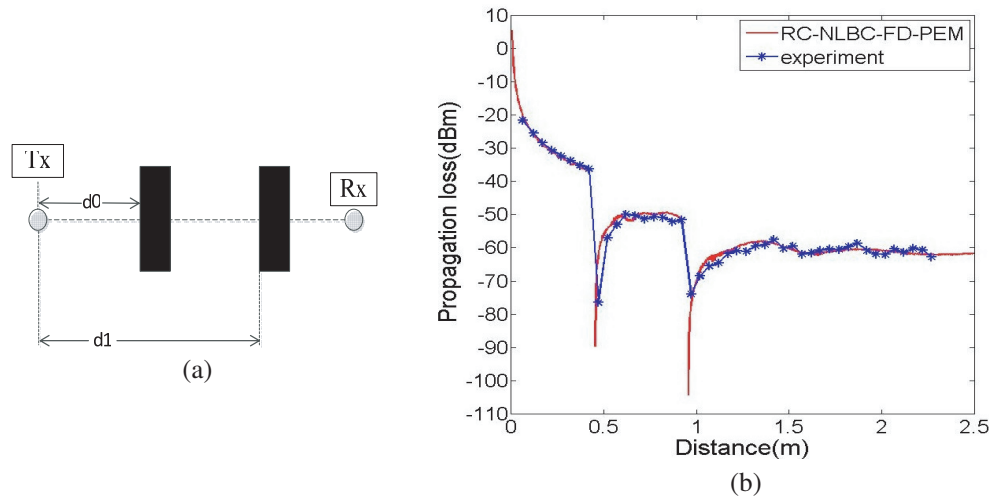 Tx
d0
Rx
d1
(a)
RC-NLBC-FD-PEM
experiment
Propagation loss(dBm)
0
-10
-20
-30
-40
-50
-60
-70
-80
-90
-100
-110
0
0.5
1
1.5
2
2.5
Distance(m)
(b)